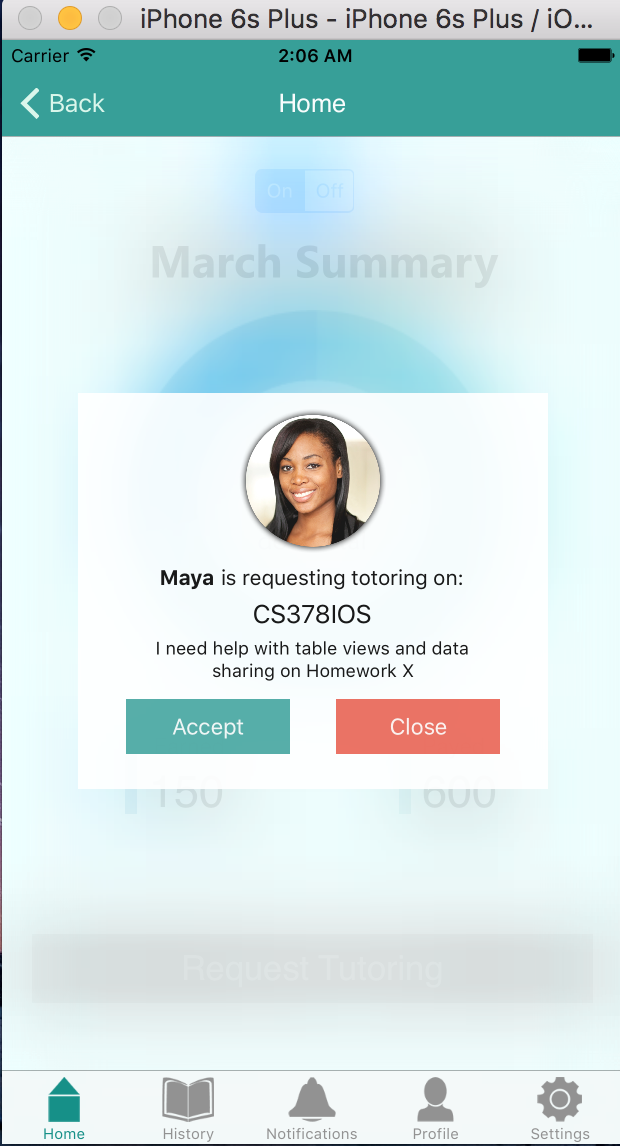 iPhone 6s Plus - iPhone 6s Plus / iO...
Carrier 2:06 AM
Back Home
On Off
March Summary
Maya is requesting totoring on:
CS378IOS
I need help with table views and data
sharing on Homework X
Accept Close
150 600
Request Tutoring
Home History Notifications Profile Settings